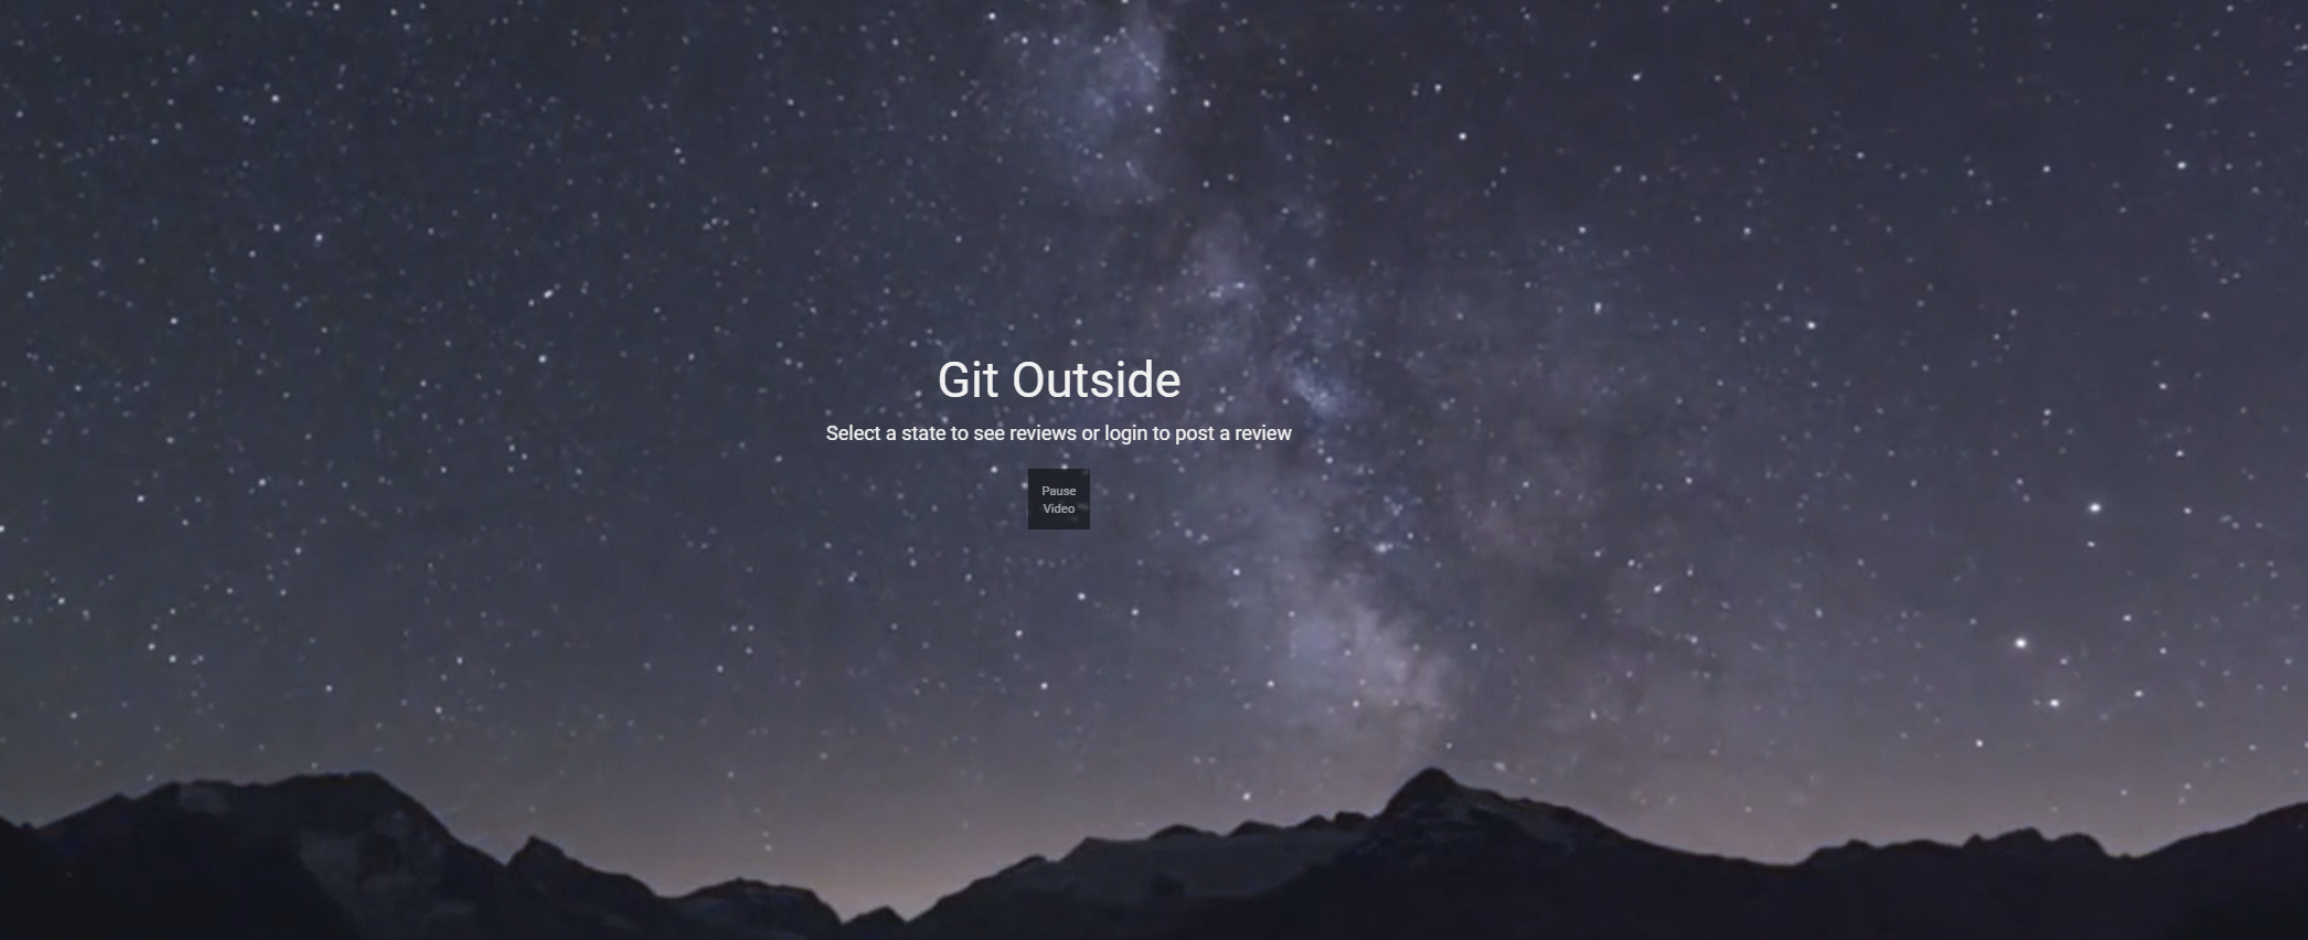 Git Outside
Select a state to see reviews or login to post a review
Pause
Video